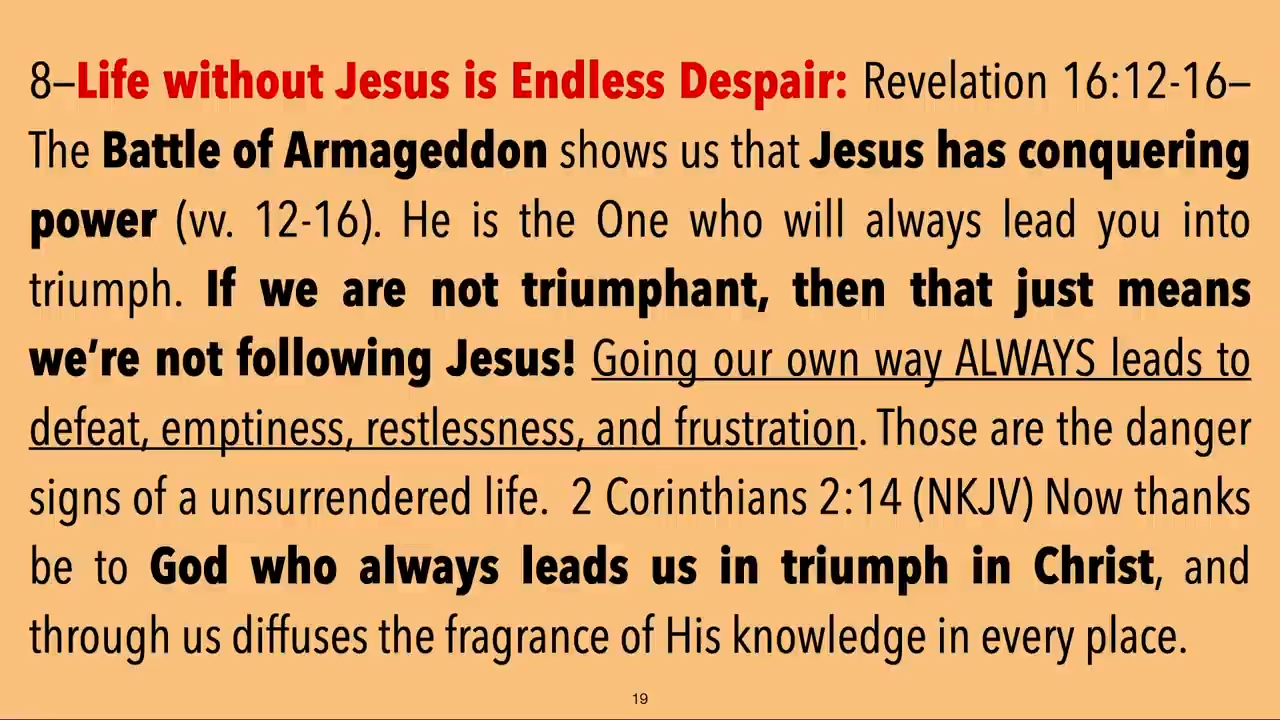 8–Life without Jesus is Endless Despair: Revelation 16:12-16–
The Battle of Armageddon shows us that Jesus has conquering
power (vv. 12-16). He is the One who will always lead you into
triumph. If we are not triumphant, then that just means
we’re not following Jesus! Going our own way ALWAYS leads to
defeat, emptiness, restlessness, and frustration. Those are the danger
signs of a unsurrendered life.  2 Corinthians 2:14 (NKJV) Now thanks
be to God who always leads us in triumph in Christ, and
through us diffuses the fragrance of His knowledge in every place.
19